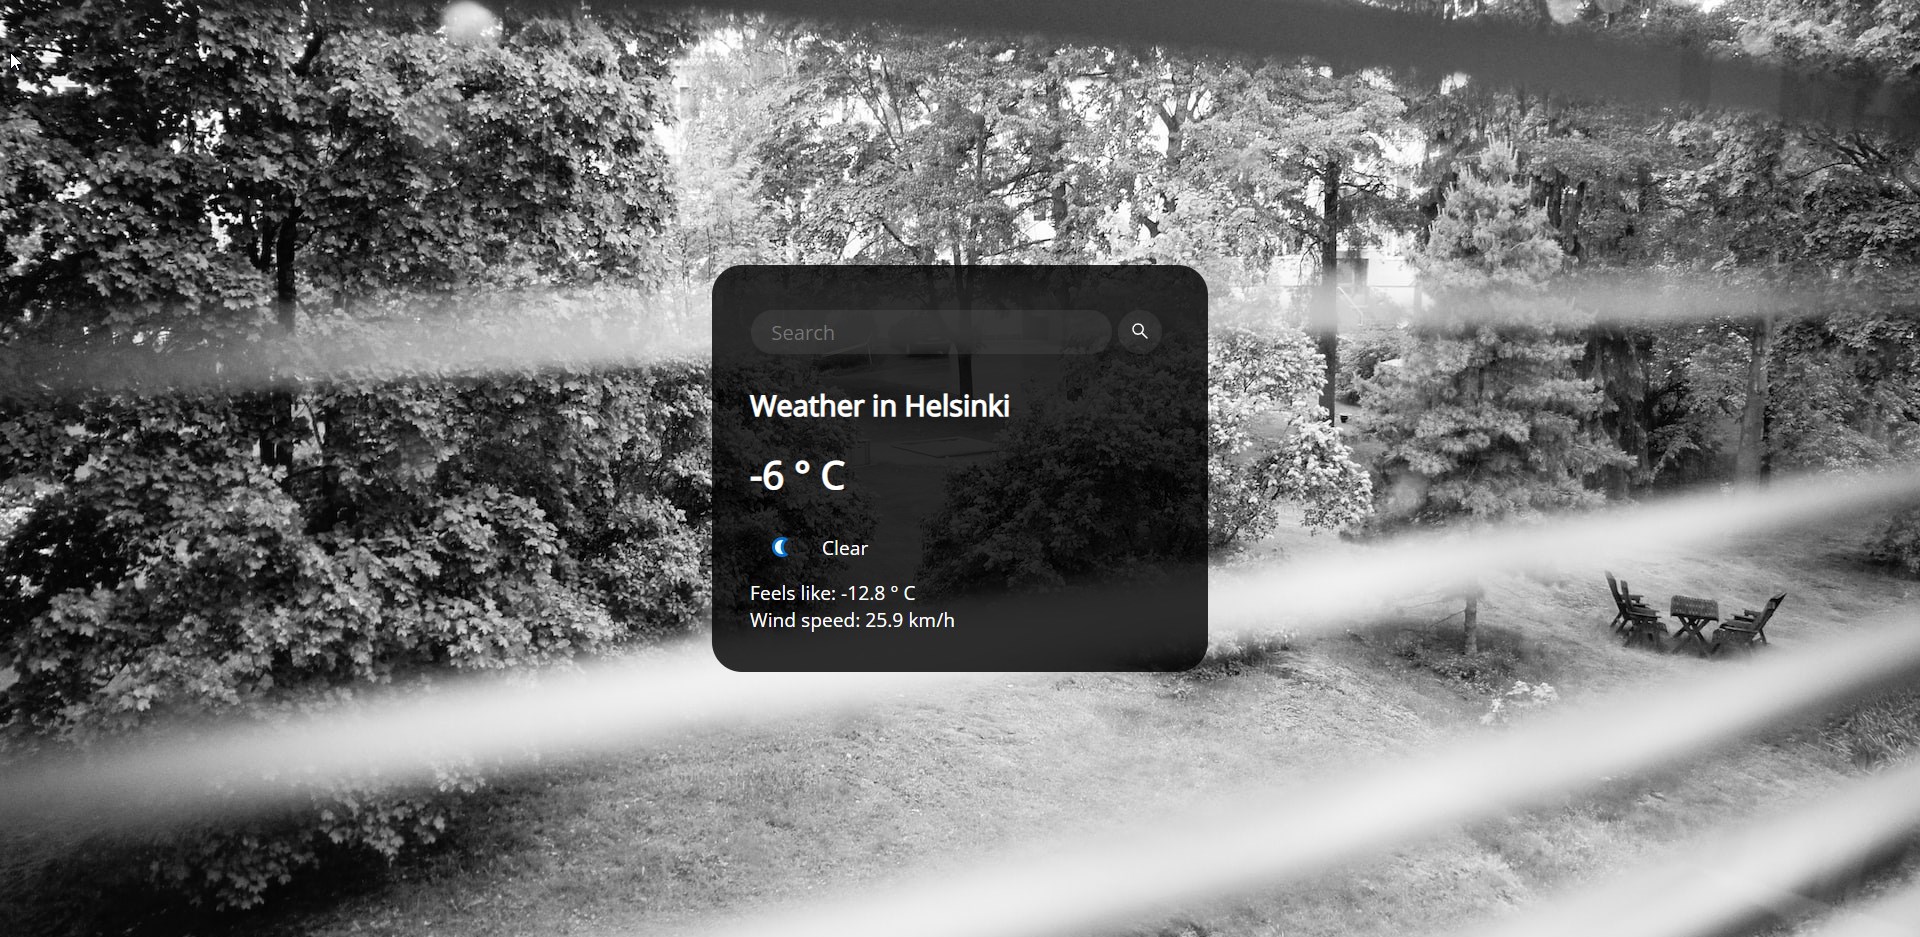 Search
Weather in Helsinki
-6 ° C
Clear
Feels like: -12.8 ° C
Wind speed: 25.9 km/h